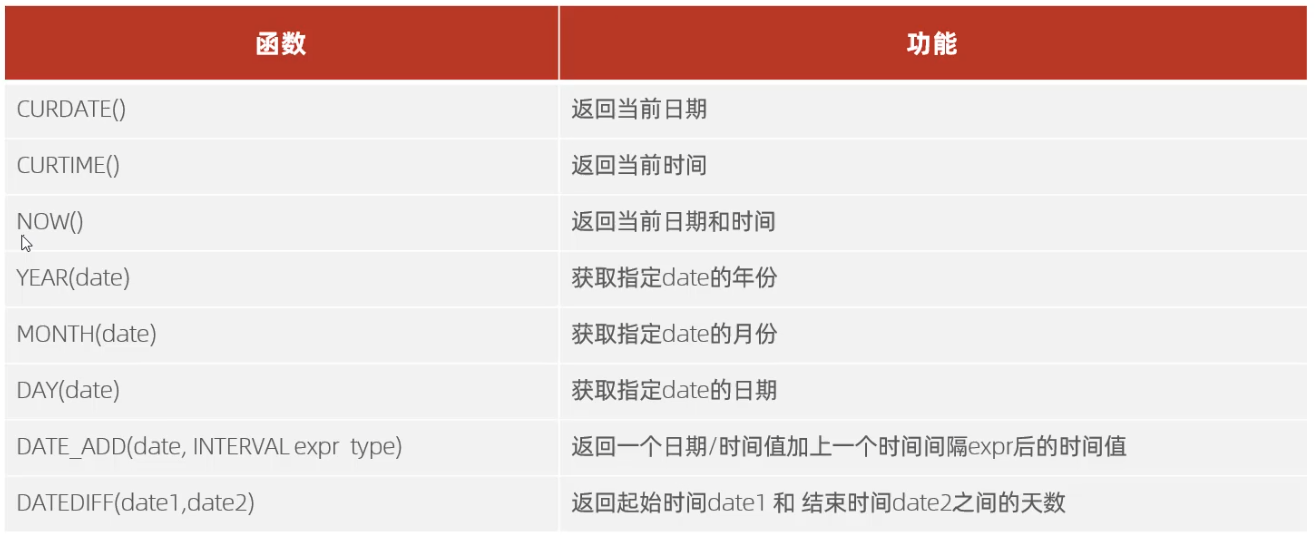 函数 功能
CURDATE() 返回当前日期
CURTIME() 返回当前时间
NOW() 返回当前日期和时间
YEAR(date) 获取指定date的年份
MONTH(date) 获取指定date的月份
DAY(date) 获取指定date的日期
DATE_ADD(date, INTERVAL expr type) 返回一个日期/时间值加上一个时间间隔expr后的时间值
DATEDIFF(date1,date2) 返回起始时间date1 和 结束时间date2之间的天数